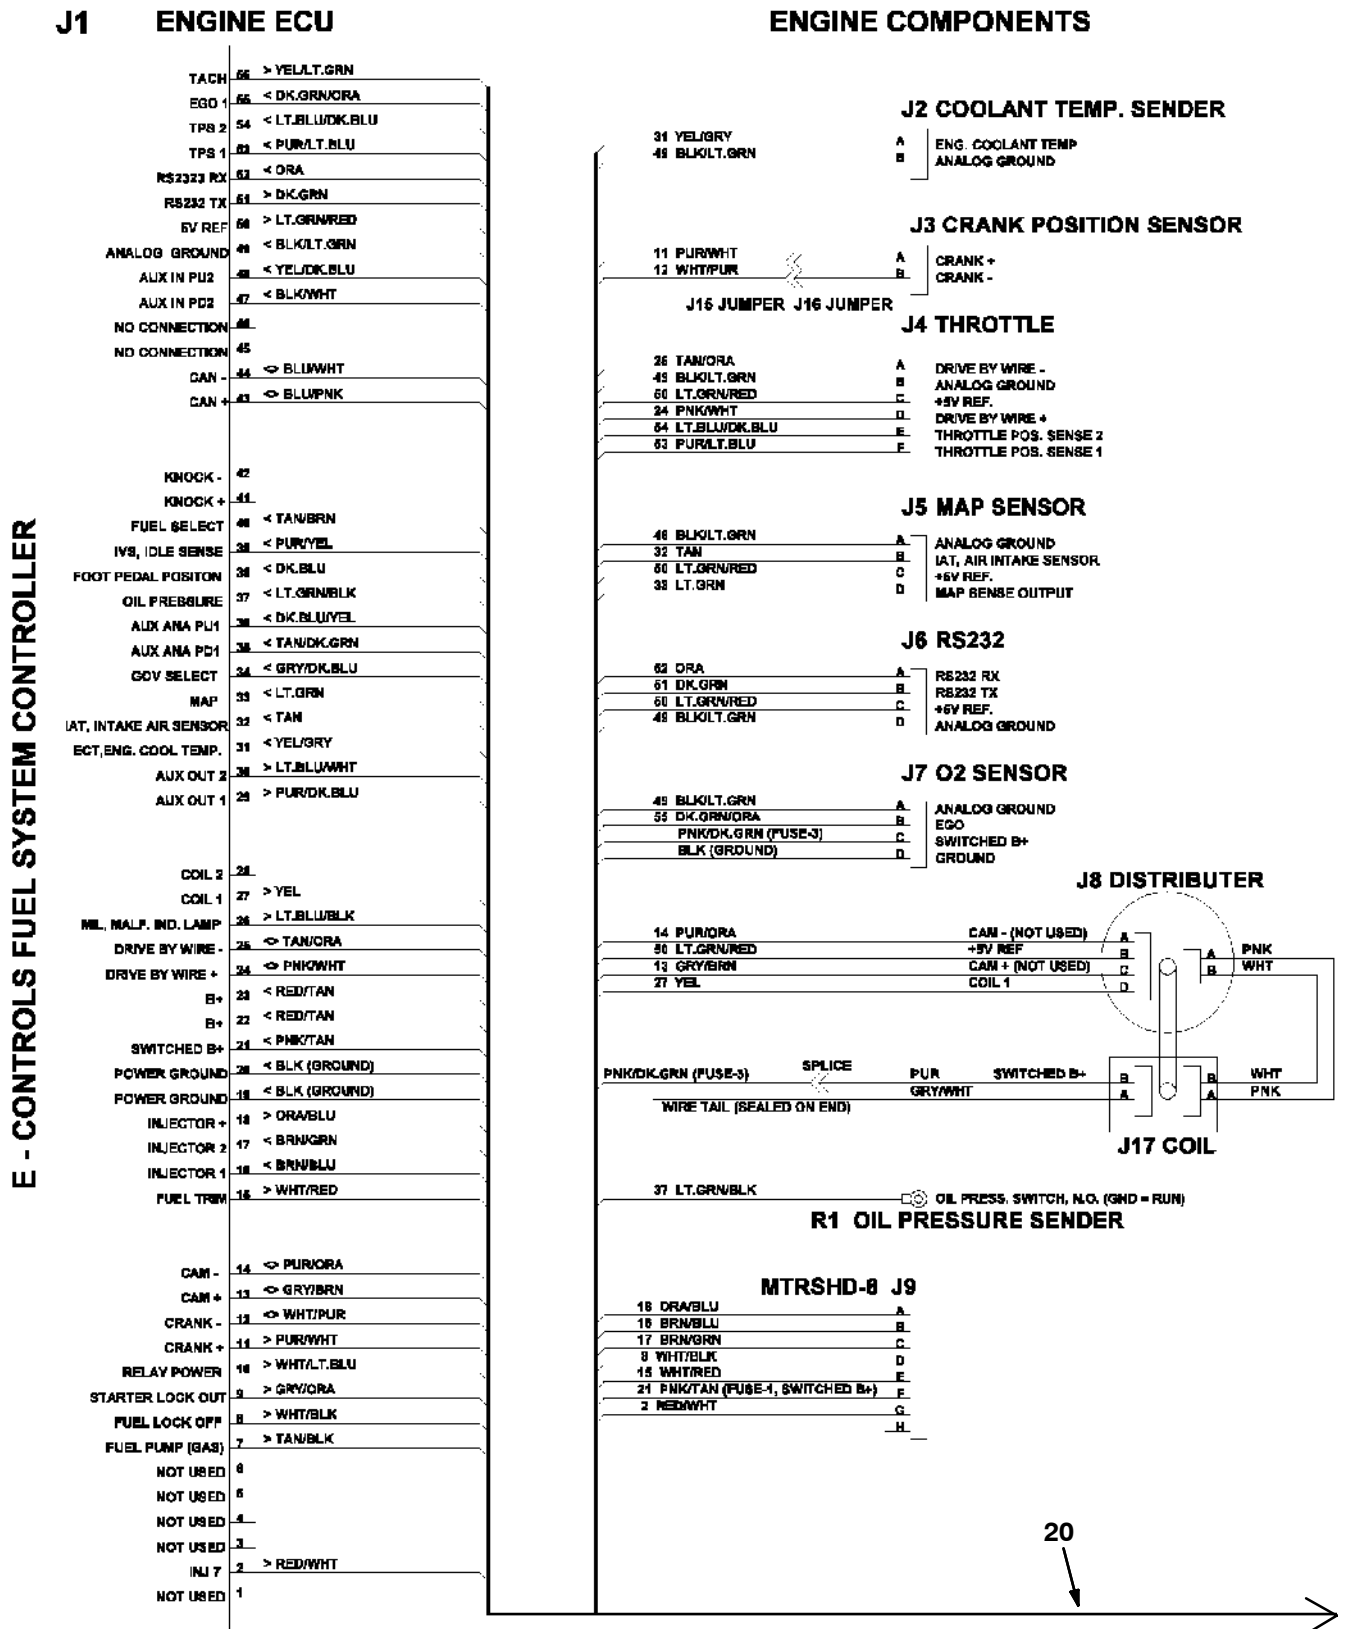 J1 ENGINE ECU
ENGINE COMPONENTS
E - CONTROLS FUEL SYSTEM CONTROLLER
TACH 56 > YEL/LT.GRN
EGO 1 55 < DK.GRN/ORA
TPS 2 54 < LT.BLU/DK.BLU
TPS 1 53 < PUR/LT.BLU
RS2323 RX 52 < ORA
RS232 TX 51 > DK.GRN
5V REF 50 > LT.GRN/RED
ANALOG GROUND 49 < BLK/LT.GRN
AUX IN PU2 48 < YEL/DK.BLU
AUX IN PD2 47 < BLK/WHT
NO CONNECTION 46
NO CONNECTION 45
CAN - 44 <> BLU/WHT
CAN + 43 <> BLU/PNK
KNOCK - 42
KNOCK + 41
FUEL SELECT 40 < TAN/BRN
IVS, IDLE SENSE 39 < PUR/YEL
FOOT PEDAL POSITON 38 < DK.BLU
OIL PRESSURE 37 < LT.GRN/BLK
AUX ANA PU1 36 < DK.BLU/YEL
AUX ANA PD1 35 < TAN/DK.GRN
GOV SELECT 34 < GRY/DK.BLU
MAP 33 < LT.GRN
IAT, INTAKE AIR SENSOR 32 < TAN
ECT,ENG. COOL TEMP. 31 < YEL/GRY
AUX OUT 2 30 > LT.BLU/WHT
AUX OUT 1 29 > PUR/DK.BLU
COIL 2 28
COIL 1 27 > YEL
MIL, MALF. IND. LAMP 26 > LT.BLU/BLK
DRIVE BY WIRE - 25 <> TAN/ORA
DRIVE BY WIRE + 24 <> PNK/WHT
B+ 23 < RED/TAN
B+ 22 < RED/TAN
SWITCHED B+ 21 < PNK/TAN
POWER GROUND 20 < BLK (GROUND)
POWER GROUND 19 < BLK (GROUND)
INJECTOR + 18 > ORA/BLU
INJECTOR 2 17 < BRN/GRN
INJECTOR 1 16 < BRN/BLU
FUEL TRIM 15 > WHT/RED
CAM - 14 <> PUR/ORA
CAM + 13 <> GRY/BRN
CRANK - 12 <> WHT/PUR
CRANK + 11 > PUR/WHT
RELAY POWER 10 > WHT/LT.BLU
STARTER LOCK OUT 9 > GRY/ORA
FUEL LOCK OFF 8 > WHT/BLK
FUEL PUMP (GAS) 7 > TAN/BLK
NOT USED 6
NOT USED 5
NOT USED 4
NOT USED 3
INJ 7 2 > RED/WHT
NOT USED 1
J2 COOLANT TEMP. SENDER
31 YEL/GRY A ENG. COOLANT TEMP
49 BLK/LT.GRN B ANALOG GROUND
J3 CRANK POSITION SENSOR
11 PUR/WHT A CRANK +
12 WHT/PUR B CRANK -
J15 JUMPER J16 JUMPER
J4 THROTTLE
25 TAN/ORA A DRIVE BY WIRE -
49 BLK/LT.GRN B ANALOG GROUND
50 LT.GRN/RED C +5V REF.
24 PNK/WHT D DRIVE BY WIRE +
54 LT.BLU/DK.BLU E THROTTLE POS. SENSE 2
53 PUR/LT.BLU F THROTTLE POS. SENSE 1
J5 MAP SENSOR
BLK/LT.GRN A ANALOG GROUND
32 TAN B IAT, AIR INTAKE SENSOR
50 LT.GRN/RED C +5V REF.
33 LT.GRN D MAP SENSE OUTPUT
J6 RS232
52 ORA A RS232 RX
51 DK.GRN B RS232 TX
50 LT.GRN/RED C +5V REF.
49 BLK/LT.GRN D ANALOG GROUND
J7 O2 SENSOR
49 BLK/LT.GRN A ANALOG GROUND
55 DK.GRN/ORA B EGO
PNK/DK.GRN (FUSE-3) C SWITCHED B+
BLK (GROUND) D GROUND
J8 DISTRIBUTER
14 PUR/ORA CAM - (NOT USED) A
50 LT.GRN/RED +5V REF B A PNK
13 GRY/BRN CAM + (NOT USED) C B WHT
27 YEL COIL 1 D
PNK/DK.GRN (FUSE-3) SPLICE PUR SWITCHED B+ B B WHT
WIRE TAIL (SEALED ON END) GRY/WHT A A PNK
J17 COIL
37 LT.GRN/BLK OIL PRESS. SWITCH, N.O. (GND = RUN)
R1 OIL PRESSURE SENDER
MTRSHD-8 J9
18 ORA/BLU A
16 BRN/BLU B
17 BRN/GRN C
8 WHT/BLK D
15 WHT/RED E
21 PNK/TAN (FUSE-1, SWITCHED B+) F
2 RED/WHT G
H
20